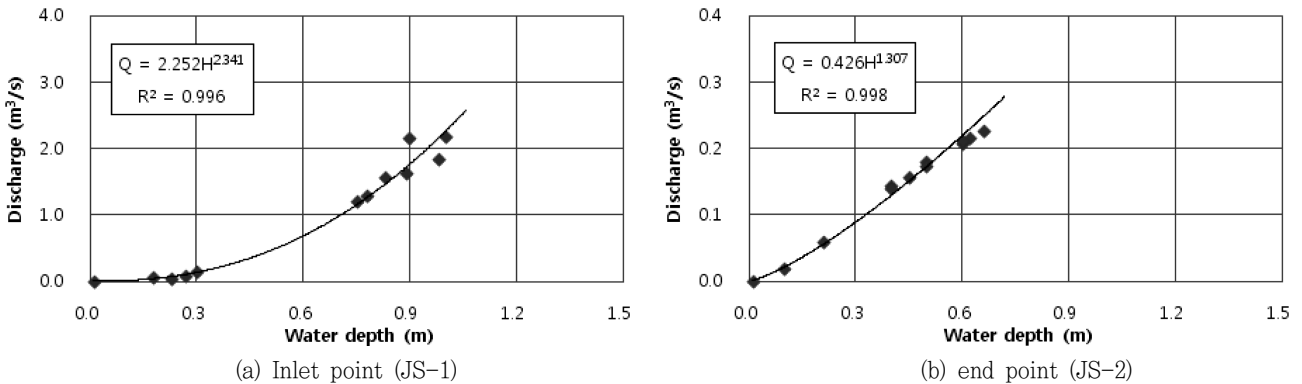 4.0
3.0
2.0
1.0
0.0
Discharge (m³/s)
Q = 2.252H^2.341
R² = 0.996
0.0 0.3 0.6 0.9 1.2 1.5
Water depth (m)
(a) Inlet point (JS-1)
0.4
0.3
0.2
0.1
0.0
Discharge (m³/s)
Q = 0.426H^1.307
R² = 0.998
0.0 0.3 0.6 0.9 1.2 1.5
Water depth (m)
(b) end point (JS-2)